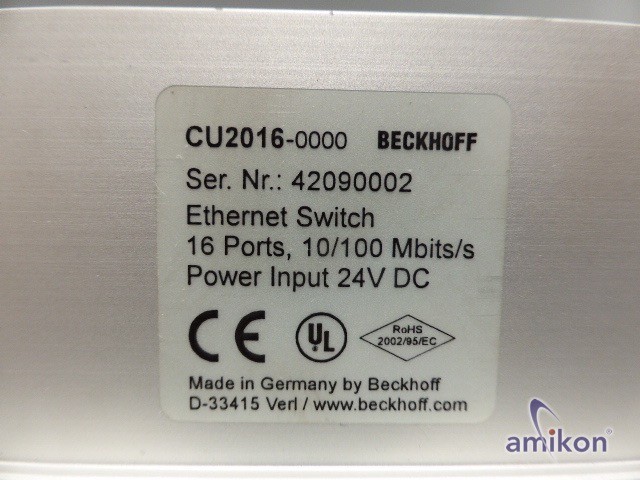 CU2016-0000 BECKHOFF
Ser. Nr.: 42090002
Ethernet Switch
16 Ports, 10/100 Mbits/s
Power Input 24V DC
CE UL RoHS
2002/95/EC
Made in Germany by Beckhoff
D-33415 Verl / www.beckhoff.com
amikon